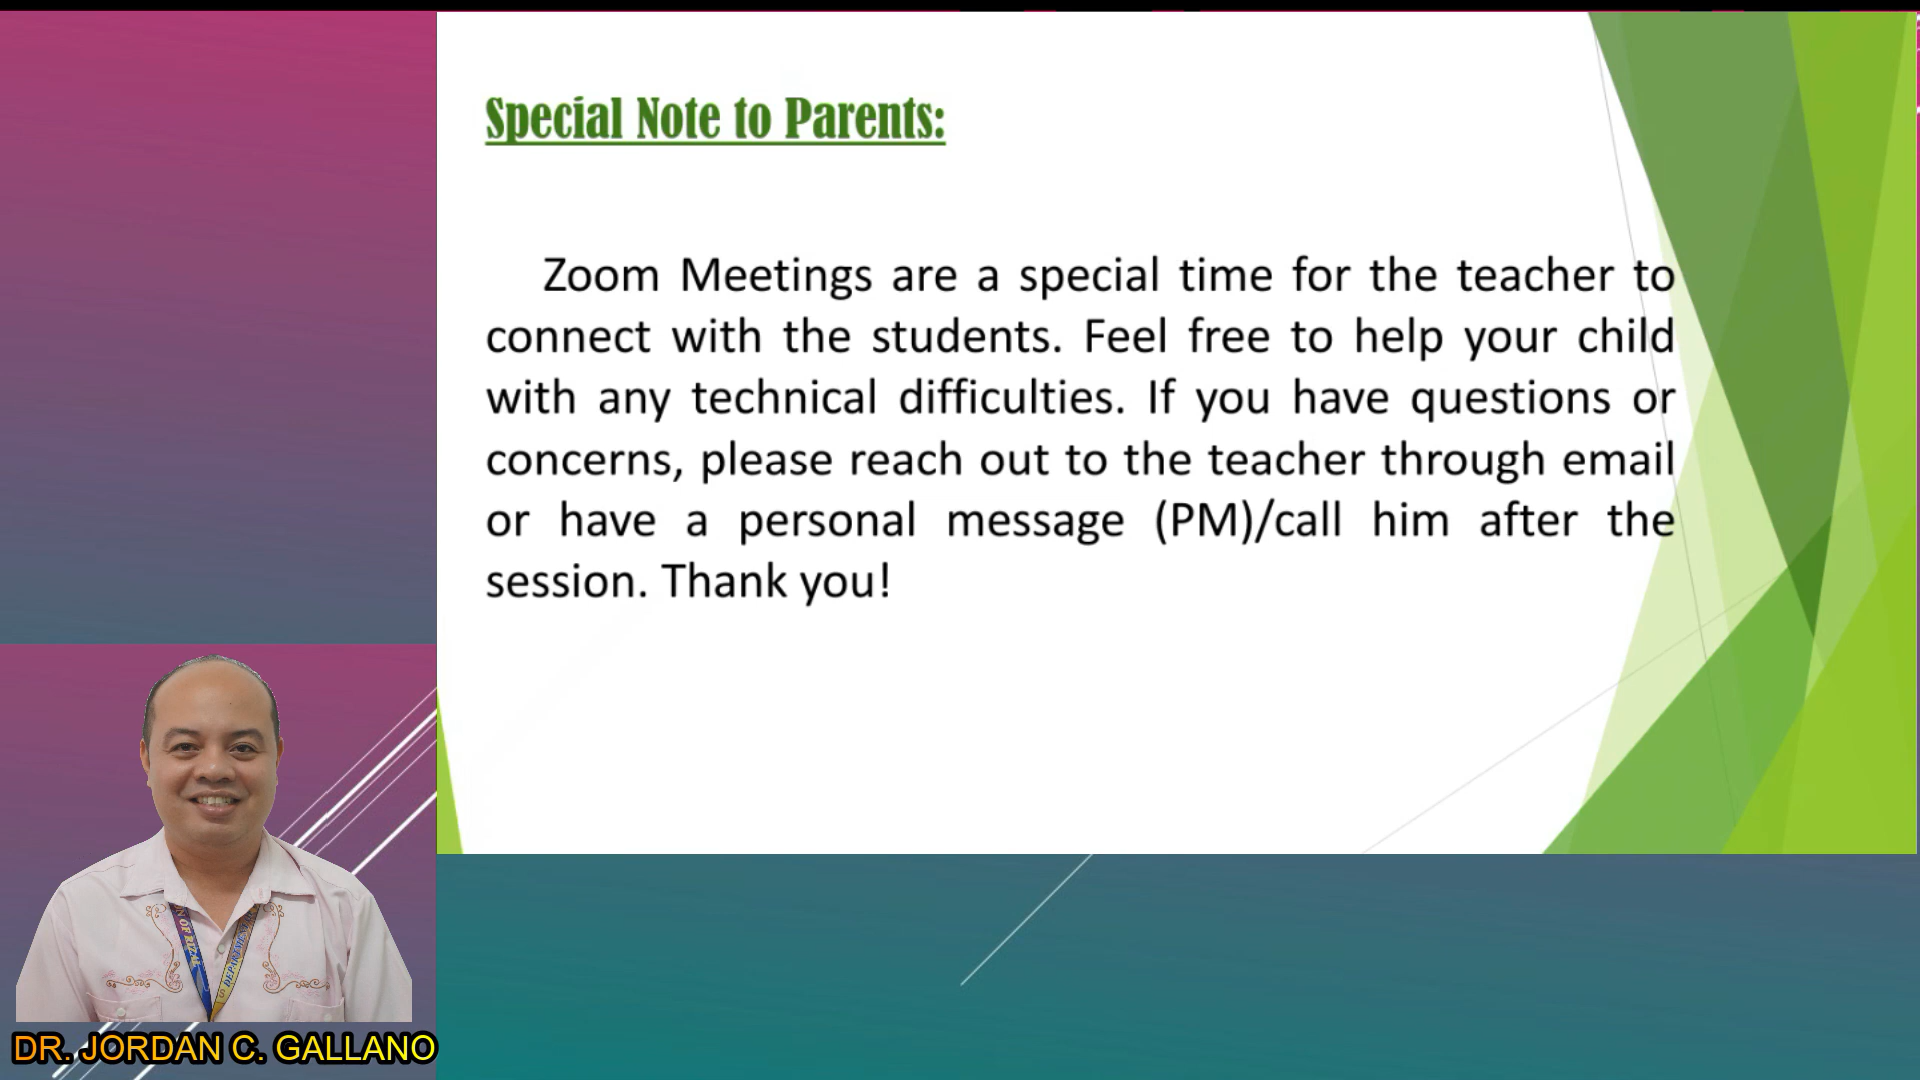 Special Note to Parents:
Zoom Meetings are a special time for the teacher to
connect with the students. Feel free to help your child
with any technical difficulties. If you have questions or
concerns, please reach out to the teacher through email
or have a personal message (PM)/call him after the
session. Thank you!
DR. JORDAN C. GALLANO